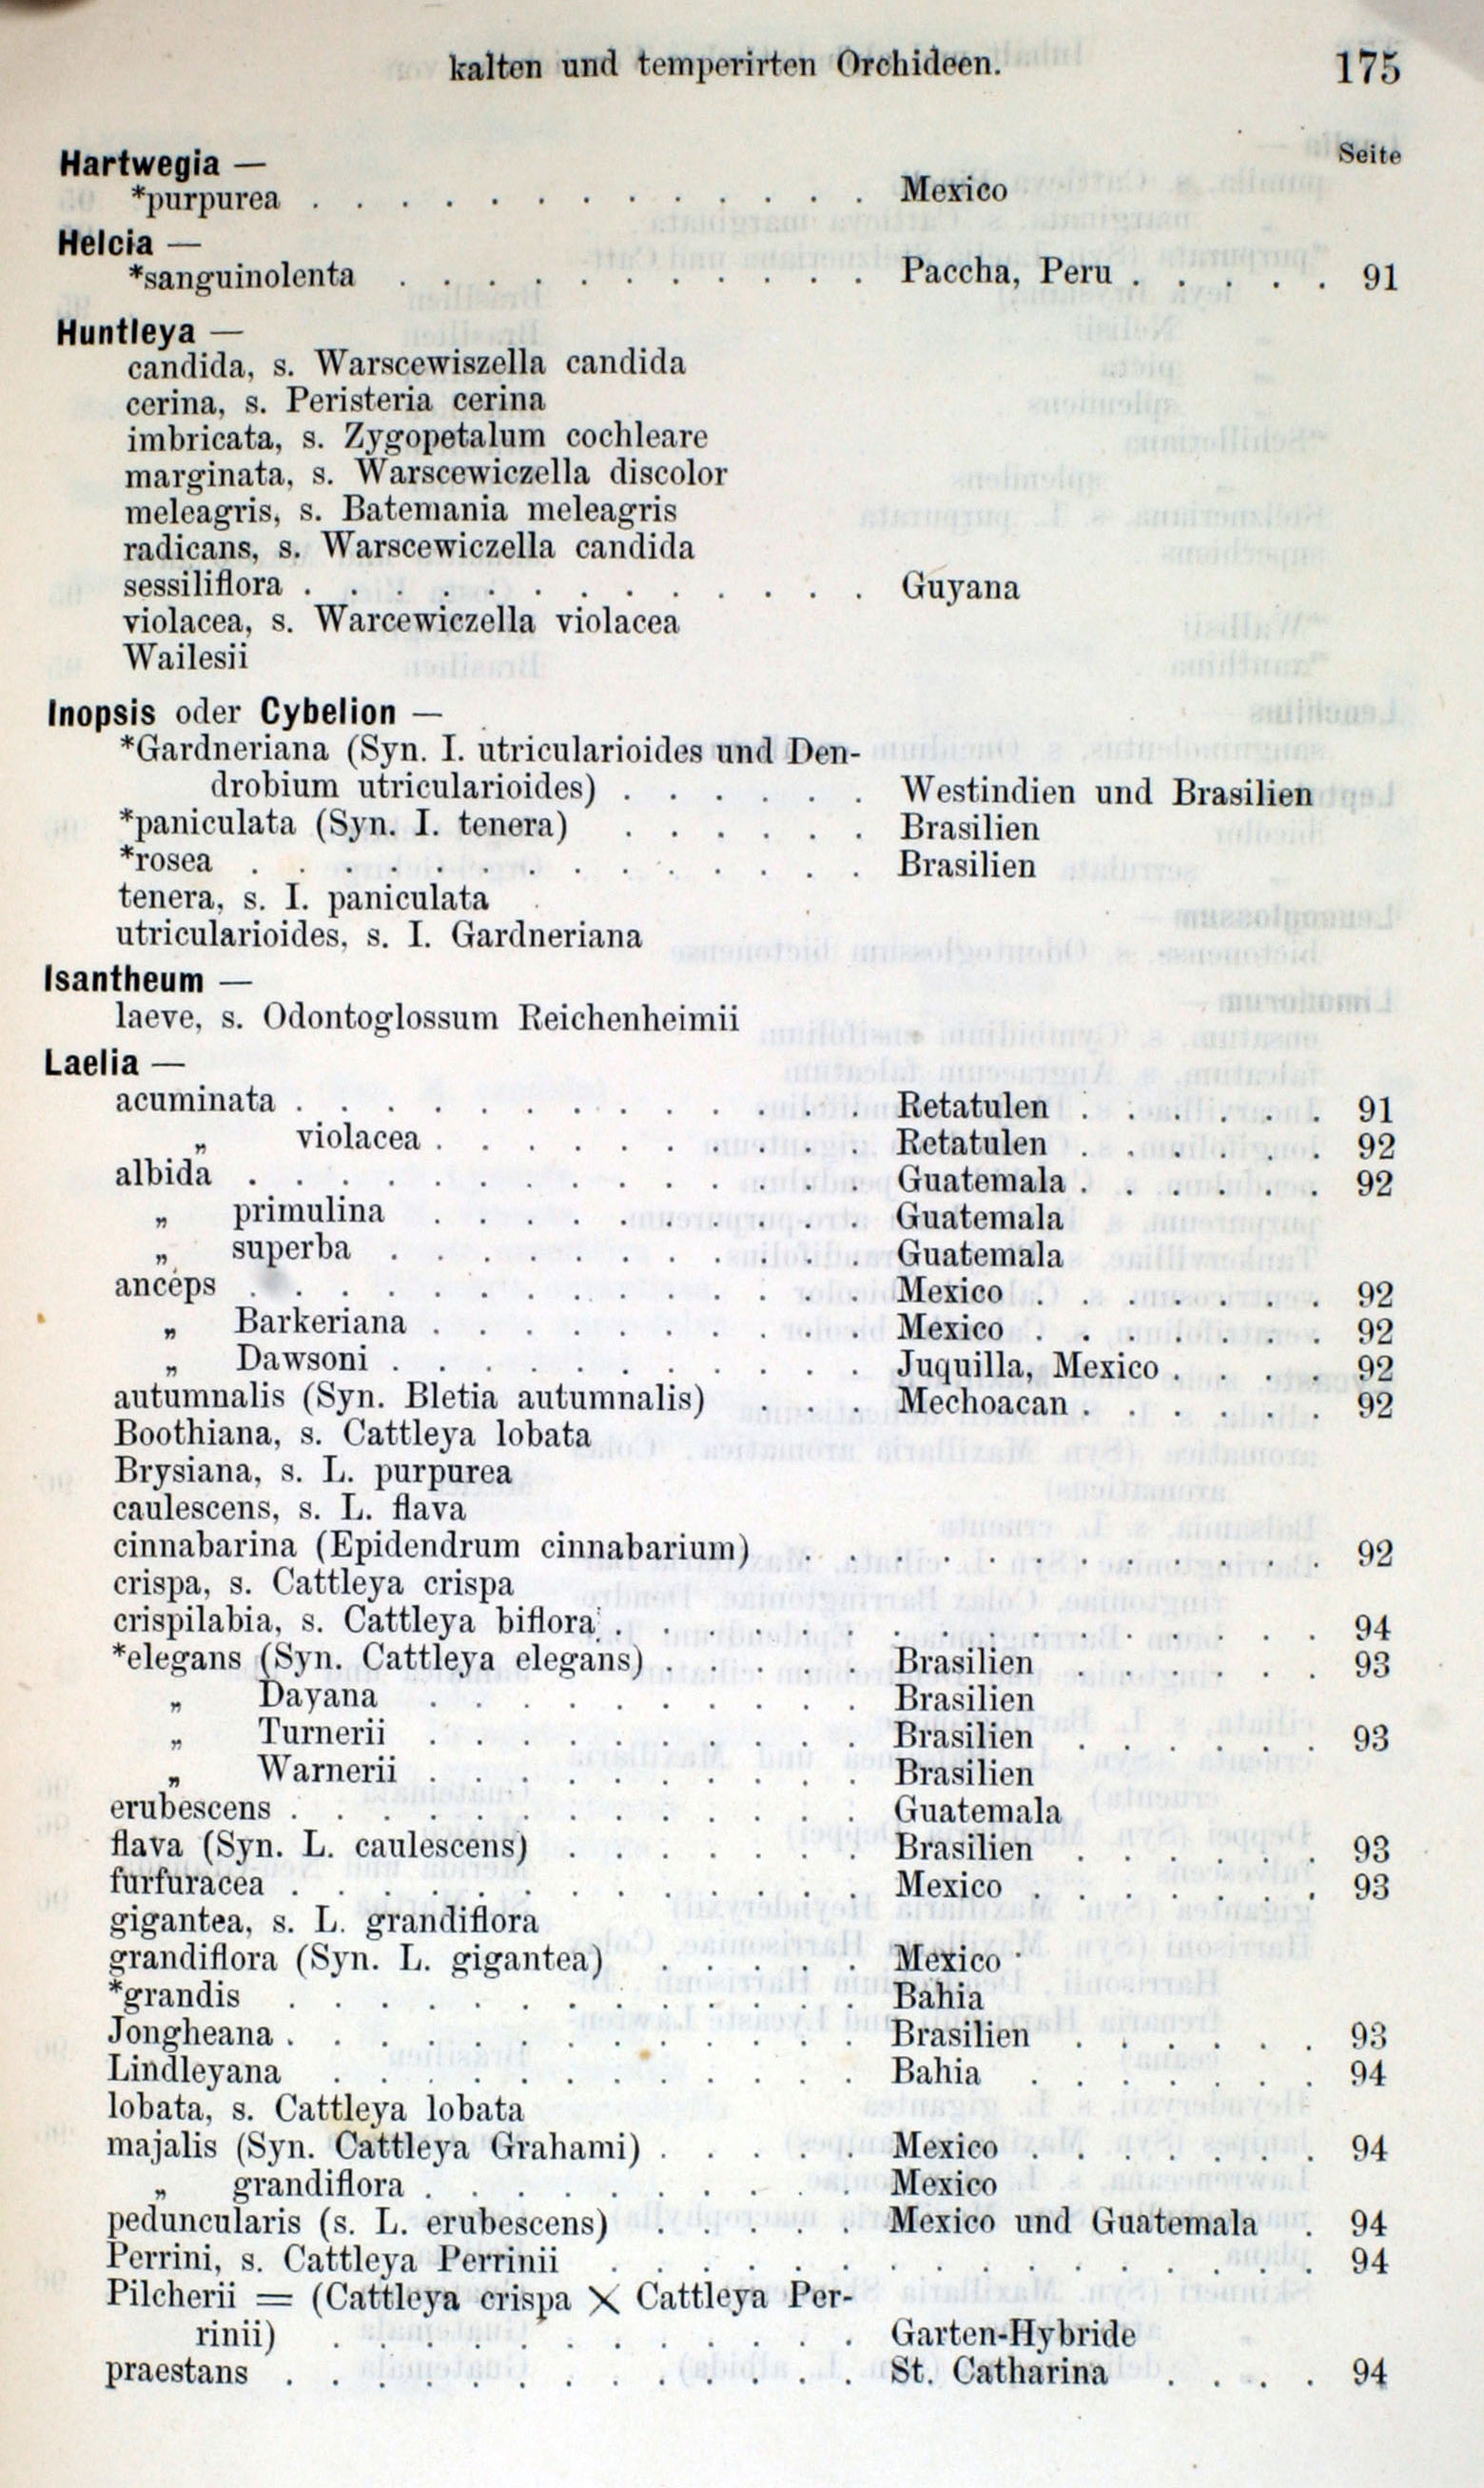 kalten und temperirten Orchideen. 175
Seite
Hartwegia —
*purpurea . . . . . . . . . . . . . Mexico
Helcia —
*sanguinolenta . . . . . . . . . . . Paccha, Peru . . . . . 91
Huntleya —
candida, s. Warscewiszella candida
cerina, s. Peristeria cerina
imbricata, s. Zygopetalum cochleare
marginata, s. Warscewiczella discolor
meleagris, s. Batemania meleagris
radicans, s. Warscewiczella candida
sessiliflora . . . . . . . . . . . . . Guyana
violacea, s. Warcewiczella violacea
Wailesii
Inopsis oder Cybelion —
*Gardneriana (Syn. I. utricularioides und Den-
drobium utricularioides) . . . . . . Westindien und Brasilien
*paniculata (Syn. I. tenera) . . . . . . Brasilien
*rosea . . . . . . . . . . . . . . Brasilien
tenera, s. I. paniculata
utricularioides, s. I. Gardneriana
Isantheum —
laeve, s. Odontoglossum Reichenheimii
Laelia —
acuminata . . . . . . . . . . . . . Retatulen . . . . . . 91
„ violacea . . . . . . . . . . Retatulen . . . . . . 92
albida . . . . . . . . . . . . . . Guatemala . . . . . . 92
„ primulina . . . . . . . . . . Guatemala
„ superba . . . . . . . . . . . Guatemala
anceps . . . . . . . . . . . . . . Mexico . . . . . . . 92
„ Barkeriana . . . . . . . . . . Mexico . . . . . . . 92
„ Dawsoni . . . . . . . . . . . Juquilla, Mexico . . . . 92
autumnalis (Syn. Bletia autumnalis) . . . Mechoacan . . . . . . 92
Boothiana, s. Cattleya lobata
Brysiana, s. L. purpurea
caulescens, s. L. flava
cinnabarina (Epidendrum cinnabarium) . . . . . . . . . . . . 92
crispa, s. Cattleya crispa
crispilabia, s. Cattleya biflora . . . . . . . . . . . . . . . . 94
*elegans (Syn. Cattleya elegans) . . . . . Brasilien . . . . . . 93
„ Dayana . . . . . . . . . . Brasilien
„ Turnerii . . . . . . . . . . Brasilien . . . . . . 93
„ Warnerii . . . . . . . . . . Brasilien
erubescens . . . . . . . . . . . . . Guatemala
flava (Syn. L. caulescens) . . . . . . . Brasilien . . . . . . 93
furfuracea . . . . . . . . . . . . . Mexico . . . . . . . 93
gigantea, s. L. grandiflora
grandiflora (Syn. L. gigantea) . . . . . Mexico
*grandis . . . . . . . . . . . . . Bahia
Jongheana . . . . . . . . . . . . . Brasilien . . . . . . 93
Lindleyana . . . . . . . . . . . . Bahia . . . . . . . 94
lobata, s. Cattleya lobata
majalis (Syn. Cattleya Grahami) . . . . . Mexico . . . . . . . 94
„ grandiflora . . . . . . . . . . Mexico
peduncularis (s. L. erubescens) . . . . . Mexico und Guatemala . 94
Perrini, s. Cattleya Perrinii . . . . . . . . . . . . . . . . 94
Pilcherii = (Cattleya crispa × Cattleya Per-
rinii) . . . . . . . . . . . . Garten-Hybride
praestans . . . . . . . . . . . . . St. Catharina . . . . 94